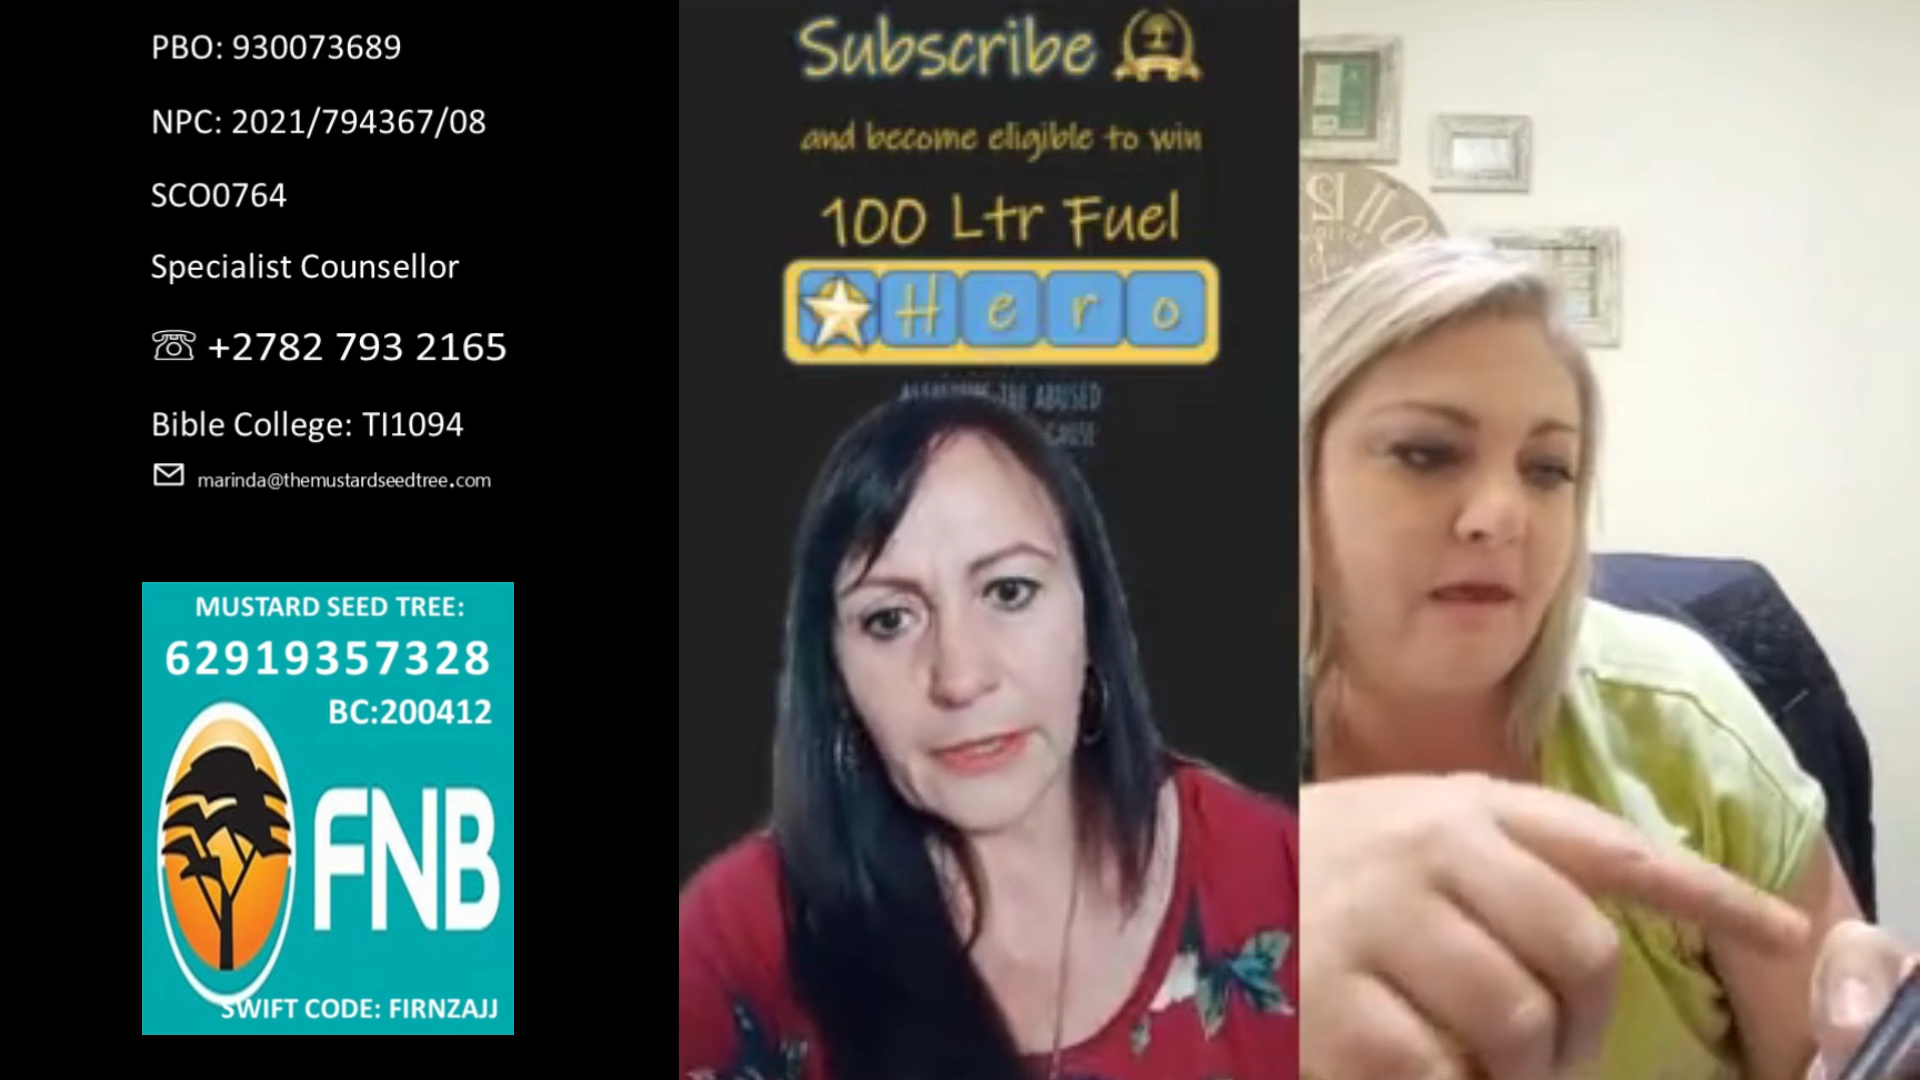 PBO: 930073689
NPC: 2021/794367/08
SCO0764
Specialist Counsellor
+2782 793 2165
Bible College: TI1094
marinda@themustardseedtree.com
MUSTARD SEED TREE:
62919357328
BC:200412
FNB
SWIFT CODE: FIRNZAJJ
Subscribe
and become eligible to win
100 Ltr Fuel
Hero
THE ABUSED